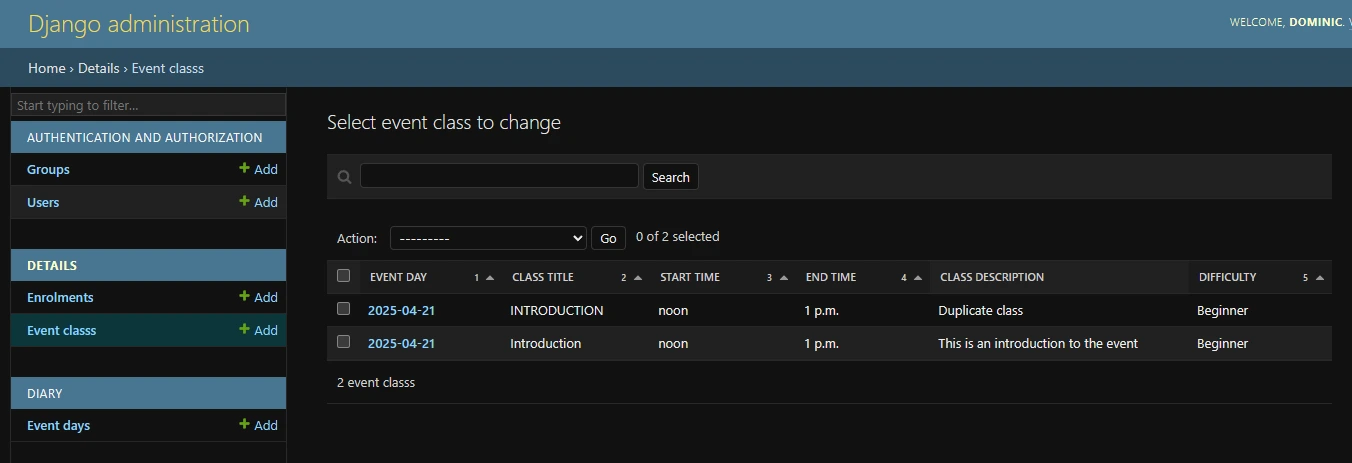 Django administration
WELCOME, DOMINIC.
Home › Details › Event classs
Start typing to filter...
AUTHENTICATION AND AUTHORIZATION
Groups + Add
Users + Add
DETAILS
Enrolments + Add
Event classs + Add
DIARY
Event days + Add
Select event class to change
Search
Action: --------- Go 0 of 2 selected
EVENT DAY 1 CLASS TITLE 2 START TIME 3 END TIME 4 CLASS DESCRIPTION DIFFICULTY 5
2025-04-21 INTRODUCTION noon 1 p.m. Duplicate class Beginner
2025-04-21 Introduction noon 1 p.m. This is an introduction to the event Beginner
2 event classs